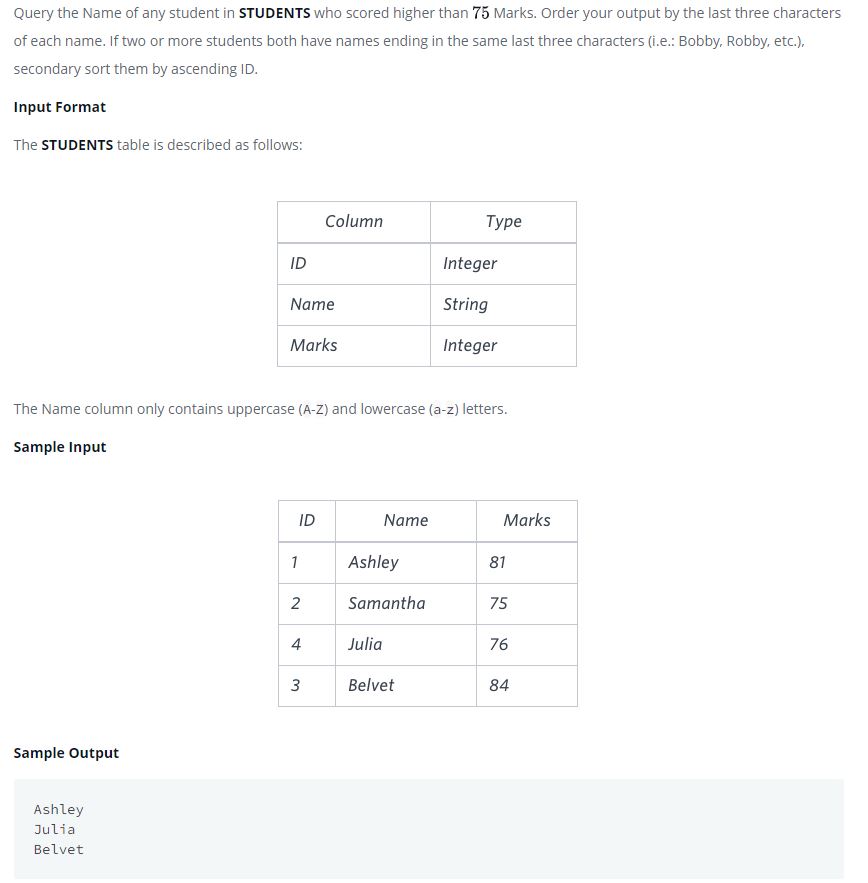 Query the Name of any student in STUDENTS who scored higher than 75 Marks. Order your output by the last three characters
of each name. If two or more students both have names ending in the same last three characters (i.e.: Bobby, Robby, etc.),
secondary sort them by ascending ID.
Input Format
The STUDENTS table is described as follows:
Column Type
ID Integer
Name String
Marks Integer
The Name column only contains uppercase (A-Z) and lowercase (a-z) letters.
Sample Input
ID Name Marks
1 Ashley 81
2 Samantha 75
4 Julia 76
3 Belvet 84
Sample Output
Ashley
Julia
Belvet